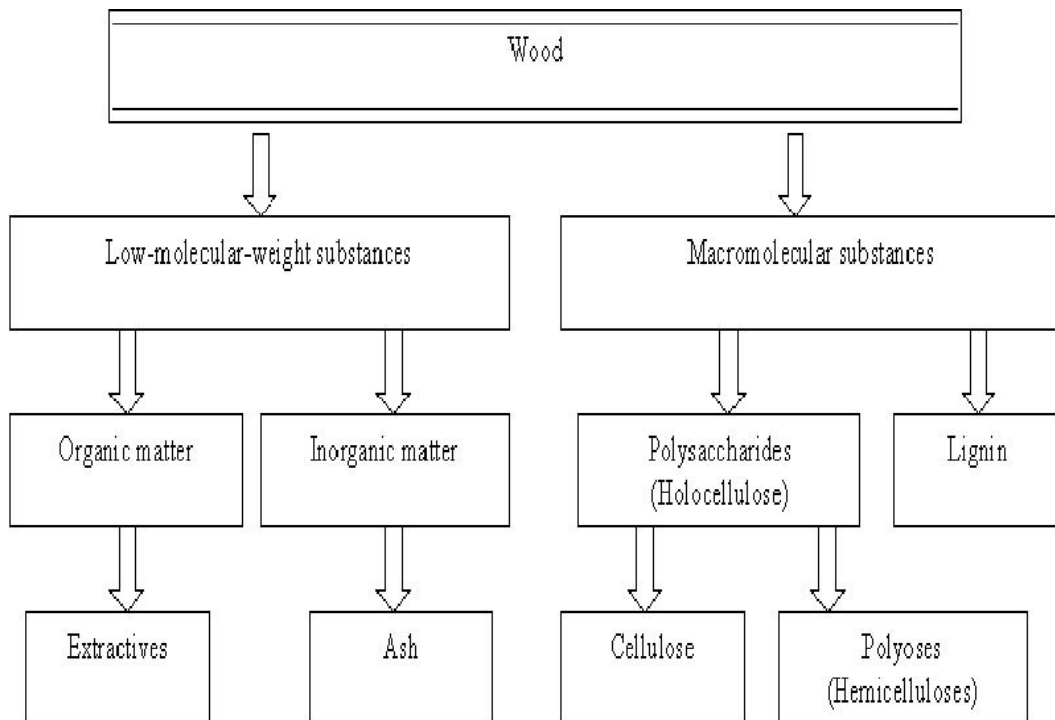 Wood
Low-molecular-weight substances
Macromolecular substances
Organic matter
Inorganic matter
Polysaccharides
(Holocellulose)
Lignin
Extractives
Ash
Cellulose
Polyoses
(Hemicelluloses)